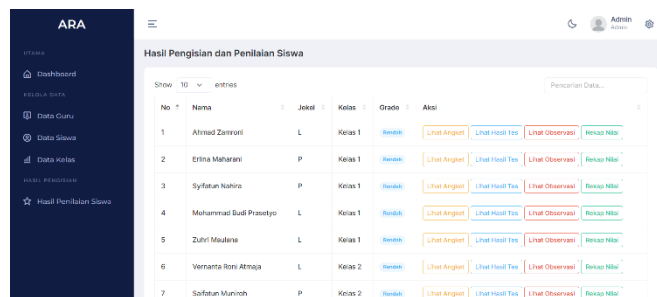 ARA
Admin
Admin
UTAMA
Dashboard
KELOLA DATA
Data Guru
Data Siswa
Data Kelas
HASIL PENGISIAN
Hasil Penilaian Siswa
Hasil Pengisian dan Penilaian Siswa
Show 10 entries
Pencarian Data...
No Nama Jekel Kelas Grade Aksi
1 Ahmad Zamroni L Kelas 1 Rendah Lihat Angket Lihat Hasil Tes Lihat Observasi Rekap Nilai
2 Erlina Maharani P Kelas 1 Rendah Lihat Angket Lihat Hasil Tes Lihat Observasi Rekap Nilai
3 Syifatun Nahira P Kelas 1 Rendah Lihat Angket Lihat Hasil Tes Lihat Observasi Rekap Nilai
4 Mohammad Budi Prasetyo L Kelas 1 Rendah Lihat Angket Lihat Hasil Tes Lihat Observasi Rekap Nilai
5 Zuhri Maulana L Kelas 1 Rendah Lihat Angket Lihat Hasil Tes Lihat Observasi Rekap Nilai
6 Vernanta Roni Atmaja L Kelas 2 Rendah Lihat Angket Lihat Hasil Tes Lihat Observasi Rekap Nilai
7 Saifatun Muniroh P Kelas 2 Rendah Lihat Angket Lihat Hasil Tes Lihat Observasi Rekap Nilai